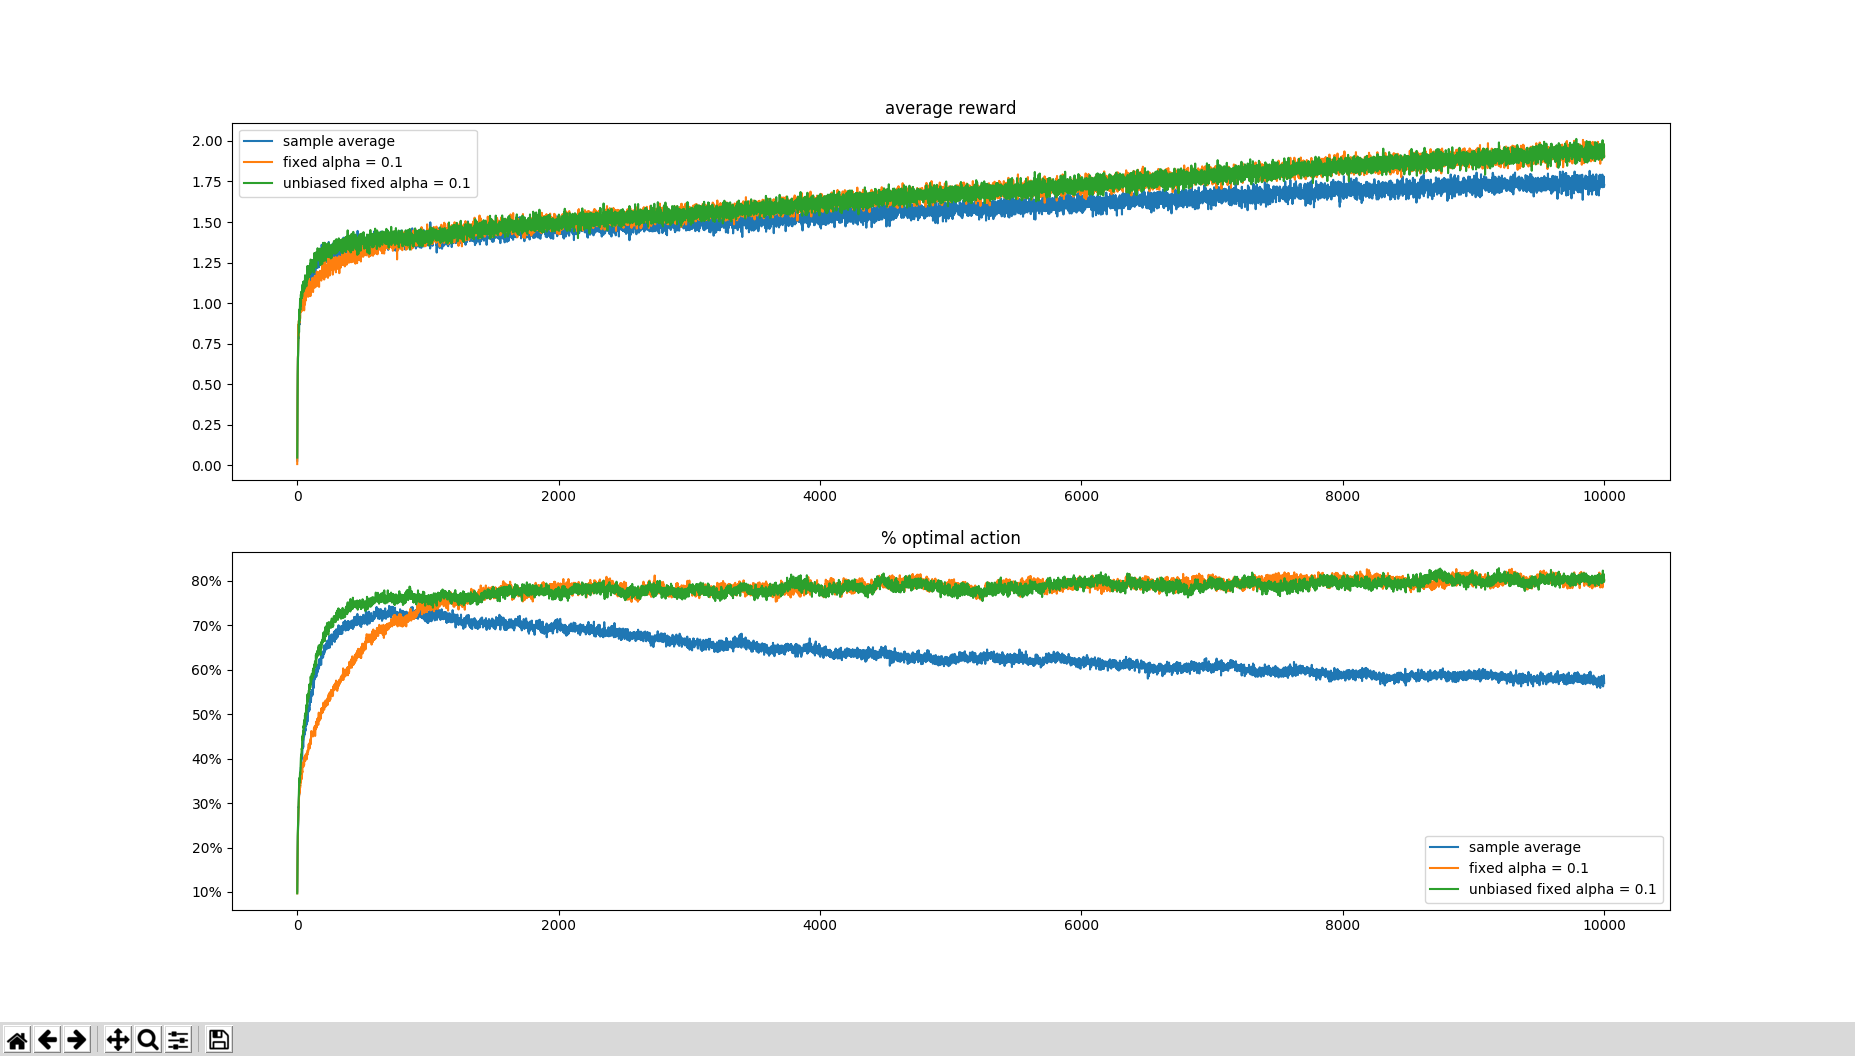 average reward
sample average
fixed alpha = 0.1
unbiased fixed alpha = 0.1
2.00
1.75
1.50
1.25
1.00
0.75
0.50
0.25
0.00
0 2000 4000 6000 8000 10000
% optimal action
80%
70%
60%
50%
40%
30%
20%
10%
sample average
fixed alpha = 0.1
unbiased fixed alpha = 0.1
0 2000 4000 6000 8000 10000